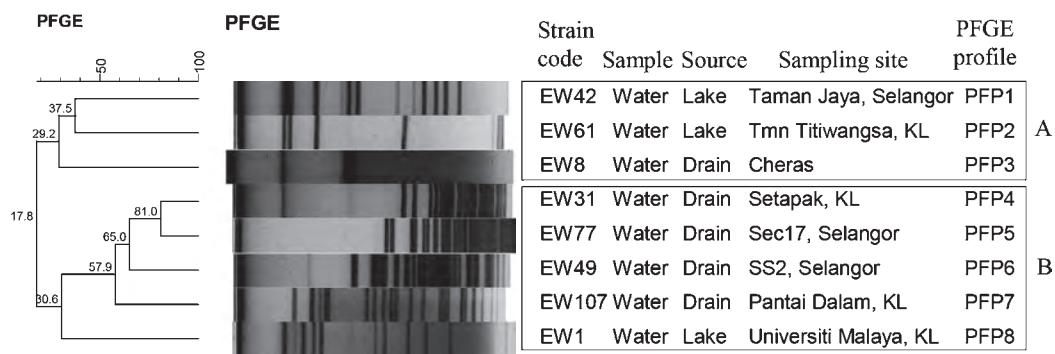 PFGE PFGE
50 100
Strain code Sample Source Sampling site PFGE profile
EW42 Water Lake Taman Jaya, Selangor PFP1
EW61 Water Lake Tmn Titiwangsa, KL PFP2
EW8 Water Drain Cheras PFP3
A
EW31 Water Drain Setapak, KL PFP4
EW77 Water Drain Sec17, Selangor PFP5
EW49 Water Drain SS2, Selangor PFP6
EW107 Water Drain Pantai Dalam, KL PFP7
EW1 Water Lake Universiti Malaya, KL PFP8
B
37.5
29.2
17.8
81.0
65.0
57.9
30.6